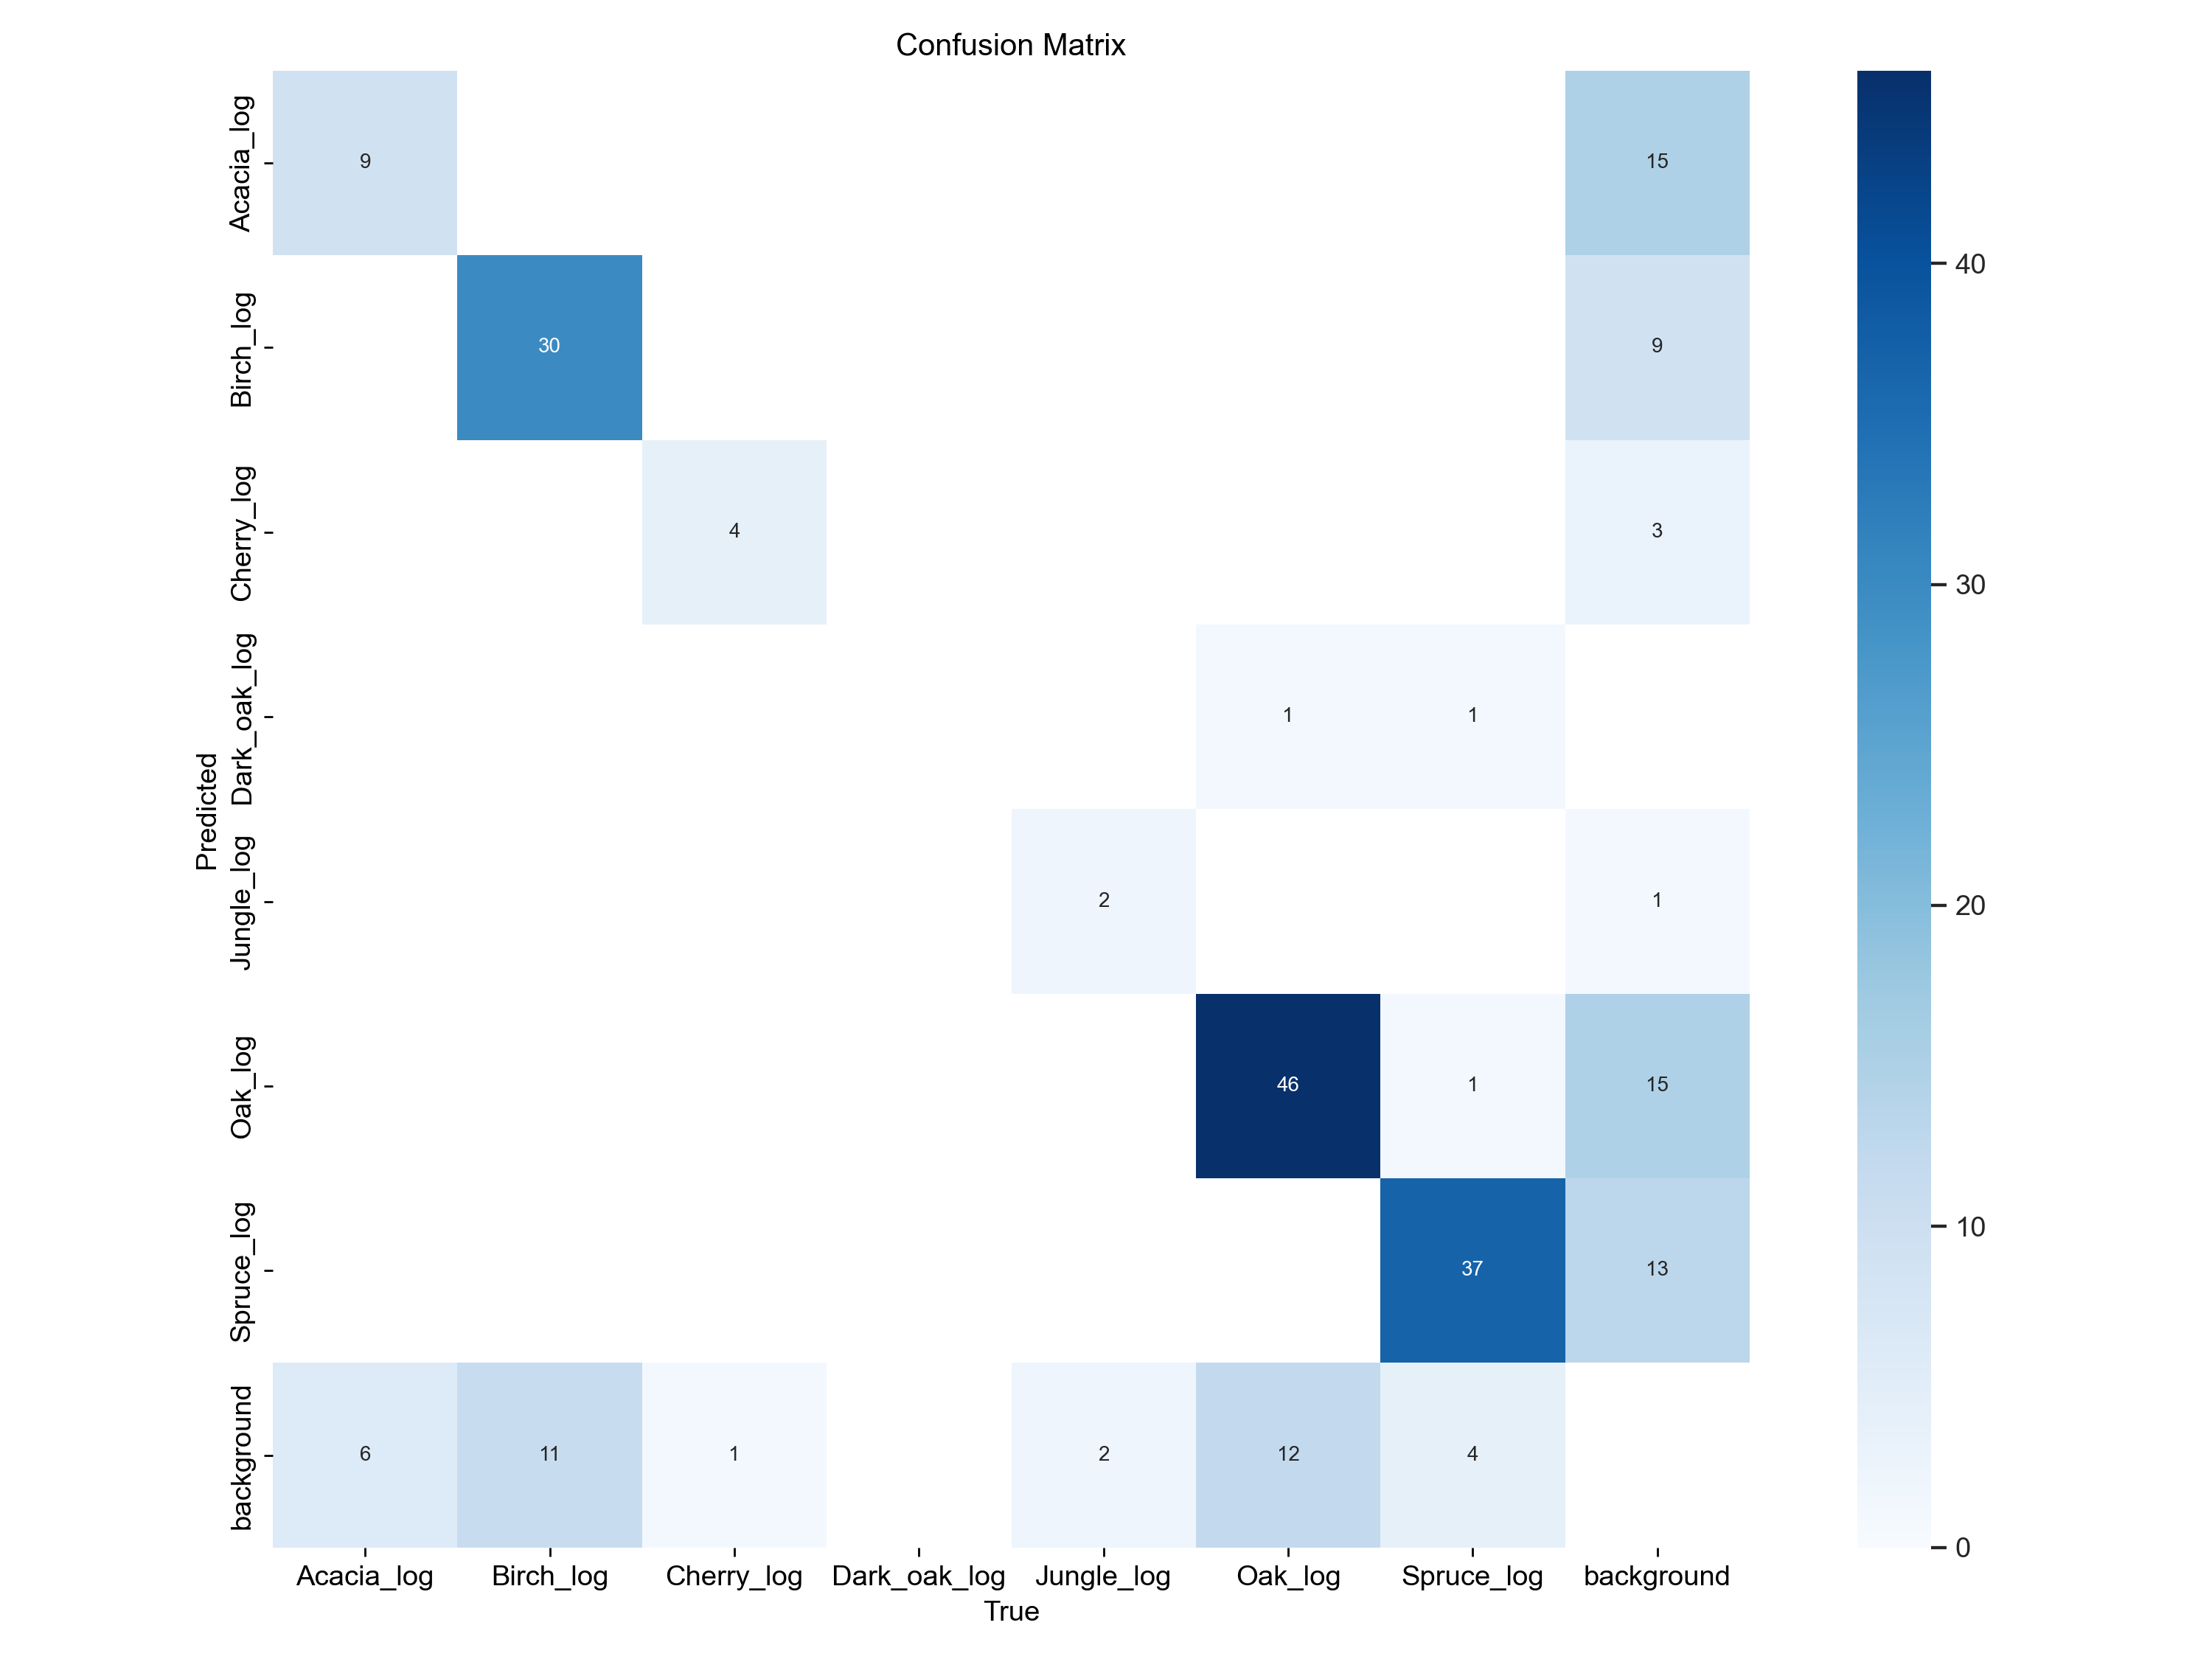 Confusion Matrix
Acacia_log 9 15
Birch_log 30 9
Cherry_log 4 3
Dark_oak_log 1 1
Jungle_log 2 1
Oak_log 46 1 15
Spruce_log 37 13
background 6 11 1 2 12 4
Predicted
Acacia_log Birch_log Cherry_log Dark_oak_log Jungle_log Oak_log Spruce_log background
True
40
30
20
10
0